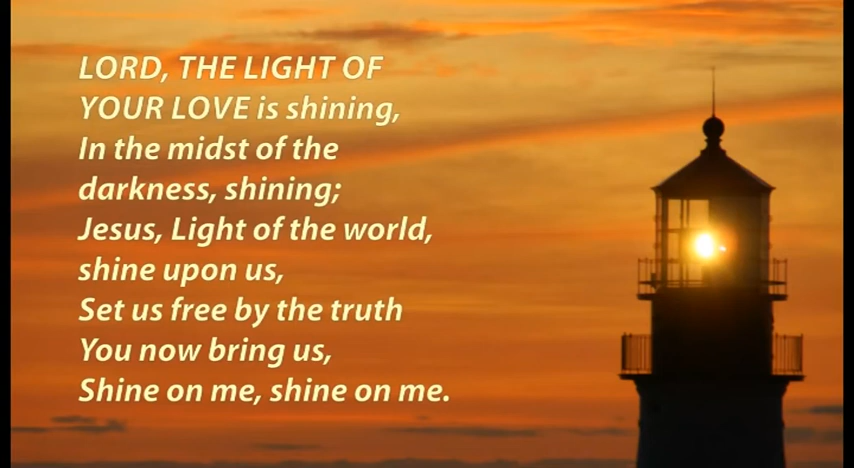 LORD, THE LIGHT OF
YOUR LOVE is shining,
In the midst of the
darkness, shining;
Jesus, Light of the world,
shine upon us,
Set us free by the truth
You now bring us,
Shine on me, shine on me.